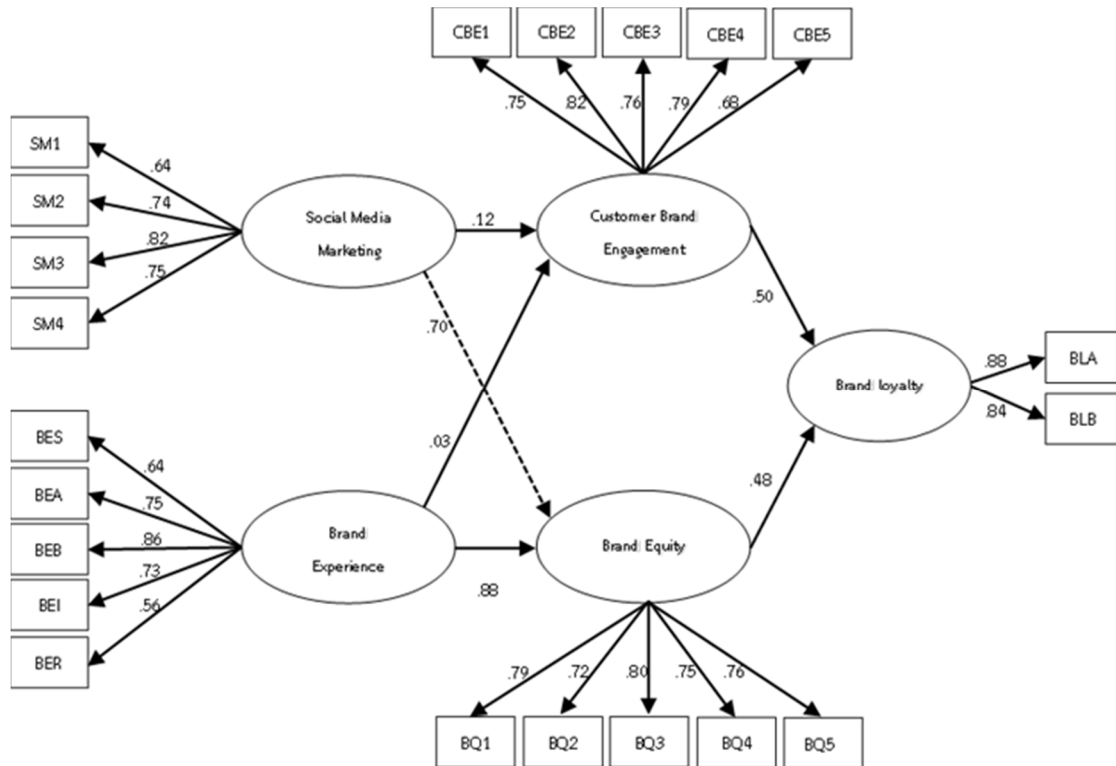 CBE1
CBE2
CBE3
CBE4
CBE5
.75
.82
.76
.79
.68
SM1
SM2
SM3
SM4
.64
.74
.82
.75
Social Media
Marketing
.12
Customer Brand
Engagement
.70
.50
Brand loyalty
.88
.84
BLA
BLB
BES
BEA
BEB
BEI
BER
.64
.75
.86
.73
.56
.03
Brand
Experience
.88
Brand Equity
.48
.79
.72
.80
.75
.76
BQ1
BQ2
BQ3
BQ4
BQ5